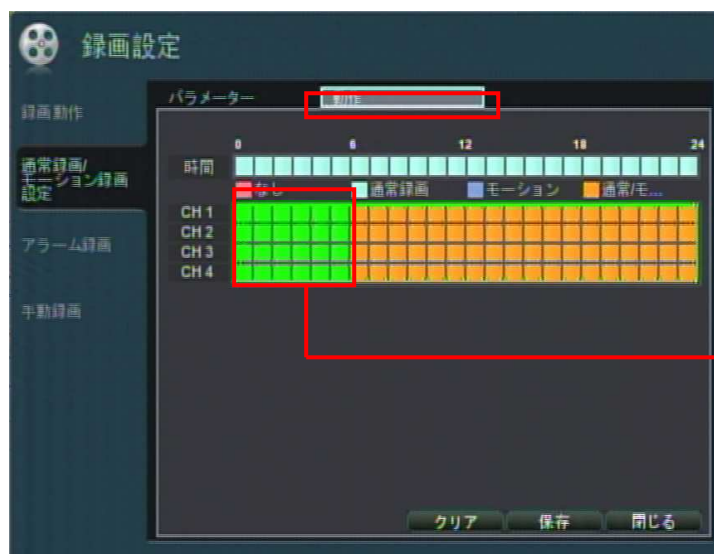 録画設定
録画動作
パラメーター
動作
0 6 12 18 24
通常録画/
モーション録画
設定
時間
なし 通常録画 モーション 通常/モ...
CH 1
CH 2
CH 3
CH 4
アラーム録画
手動録画
クリア 保存 閉じる